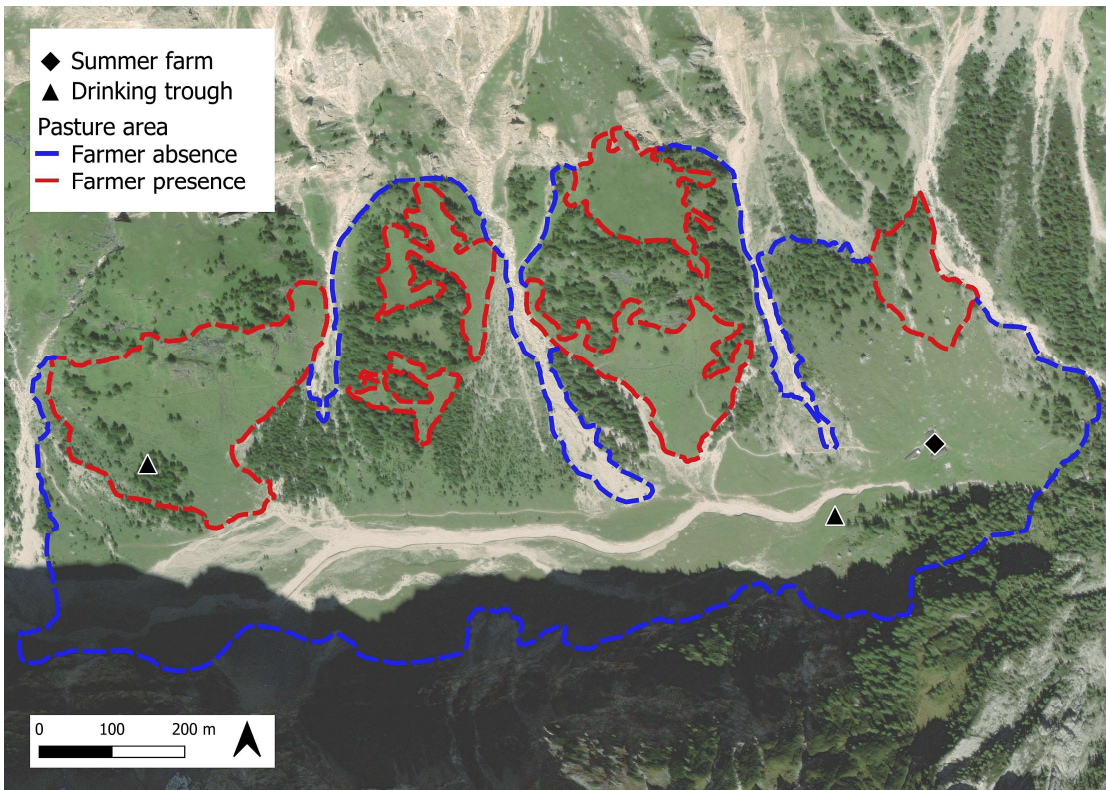 Summer farm
Drinking trough
Pasture area
Farmer absence
Farmer presence
0 100 200 m